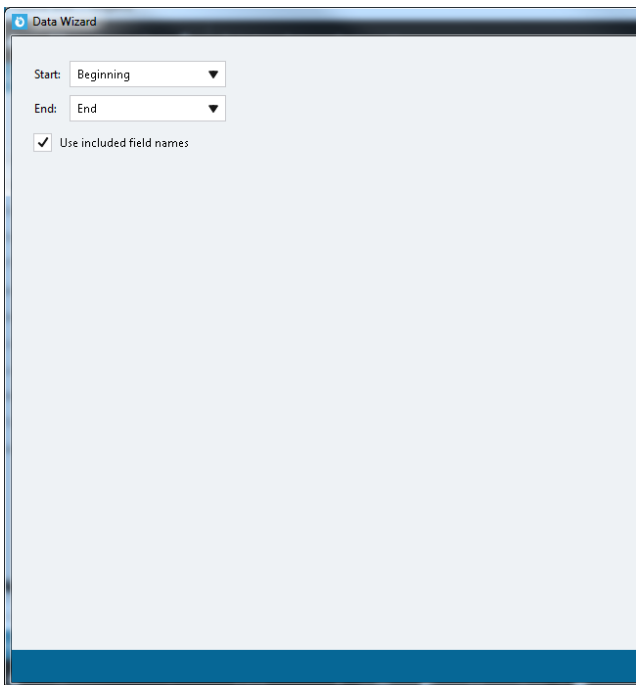 Data Wizard
Start: Beginning
End: End
Use included field names